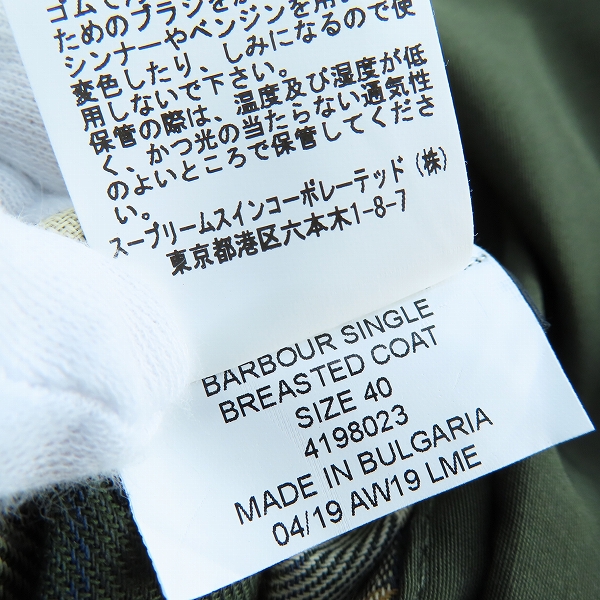 ためのブラシを
シンナーやベンジンを用い
変色したり、しみになるので使
用しないで下さい。
保管の際は、温度及び湿度が低
く、かつ光の当たらない通気性
のよいところで保管してくださ
い。
スープリームスインコーポレーテッド（株）
東京都港区六本木1-8-7
BARBOUR SINGLE
BREASTED COAT
SIZE 40
4198023
MADE IN BULGARIA
04/19 AW19 LME